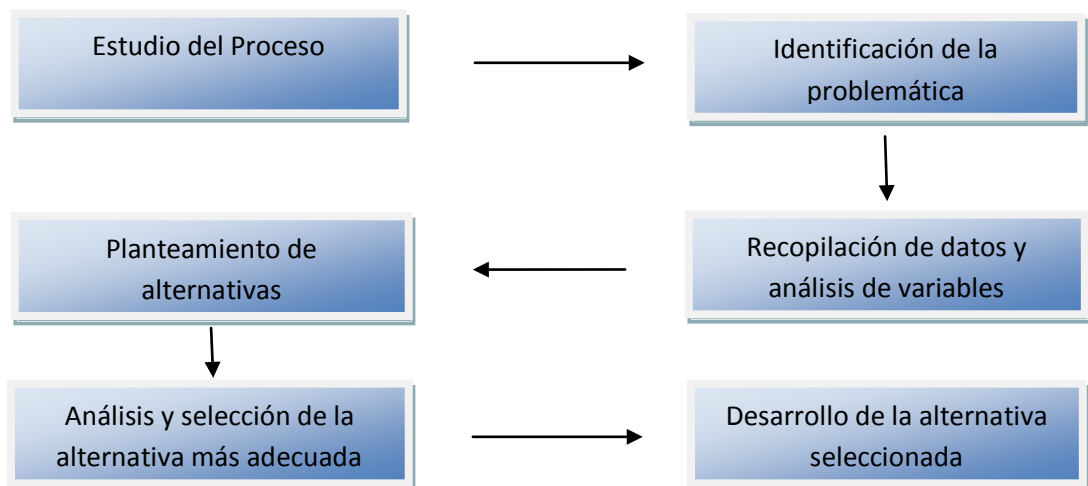 Estudio del Proceso
Identificación de la
problemática
Recopilación de datos y
análisis de variables
Planteamiento de
alternativas
Análisis y selección de la
alternativa más adecuada
Desarrollo de la alternativa
seleccionada